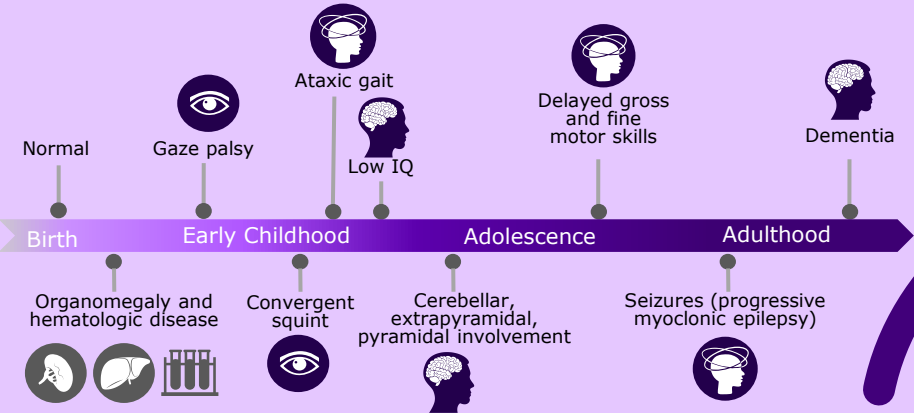 Ataxic gait
Delayed gross
and fine
motor skills
Dementia
Normal
Gaze palsy
Low IQ
Birth
Early Childhood
Adolescence
Adulthood
Organomegaly and
hematologic disease
Convergent
squint
Cerebellar,
extrapyramidal,
pyramidal involvement
Seizures (progressive
myoclonic epilepsy)